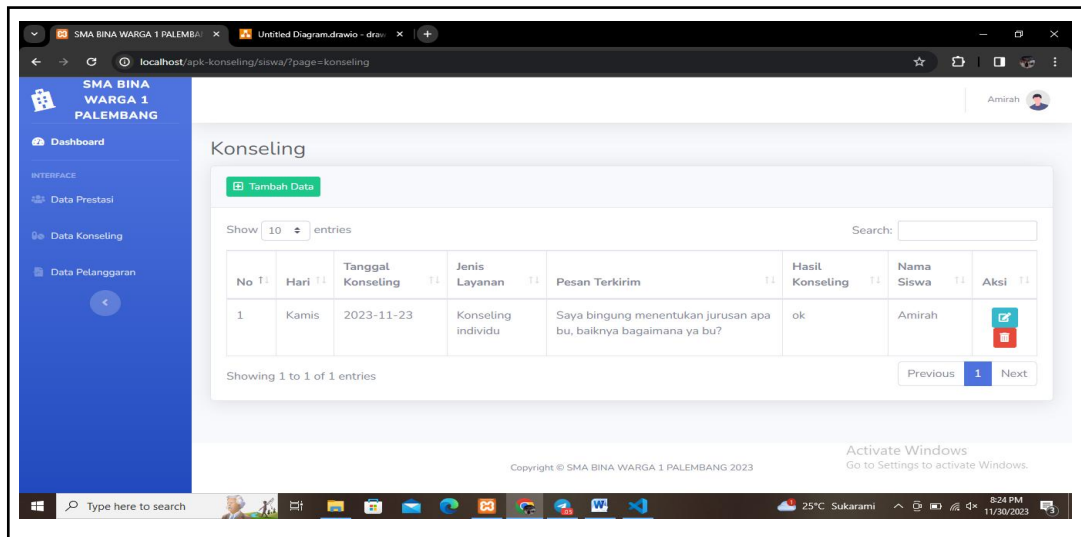 SMA BINA WARGA 1 PALEMBA
Untitled Diagram.drawio - draw
localhost/apk-konseling/siswa/?page=konseling
SMA BINA
WARGA 1
PALEMBANG
Amirah
Dashboard
INTERFACE
Data Prestasi
Data Konseling
Data Pelanggaran
Konseling
Tambah Data
Show 10 entries
Search:
No Hari Tanggal Konseling Jenis Layanan Pesan Terkirim Hasil Konseling Nama Siswa Aksi
1 Kamis 2023-11-23 Konseling individu Saya bingung menentukan jurusan apa bu, baiknya bagaimana ya bu? ok Amirah
Showing 1 to 1 of 1 entries
Previous 1 Next
Copyright © SMA BINA WARGA 1 PALEMBANG 2023
Activate Windows
Go to Settings to activate Windows.
Type here to search
25°C Sukarami
8:24 PM
11/30/2023